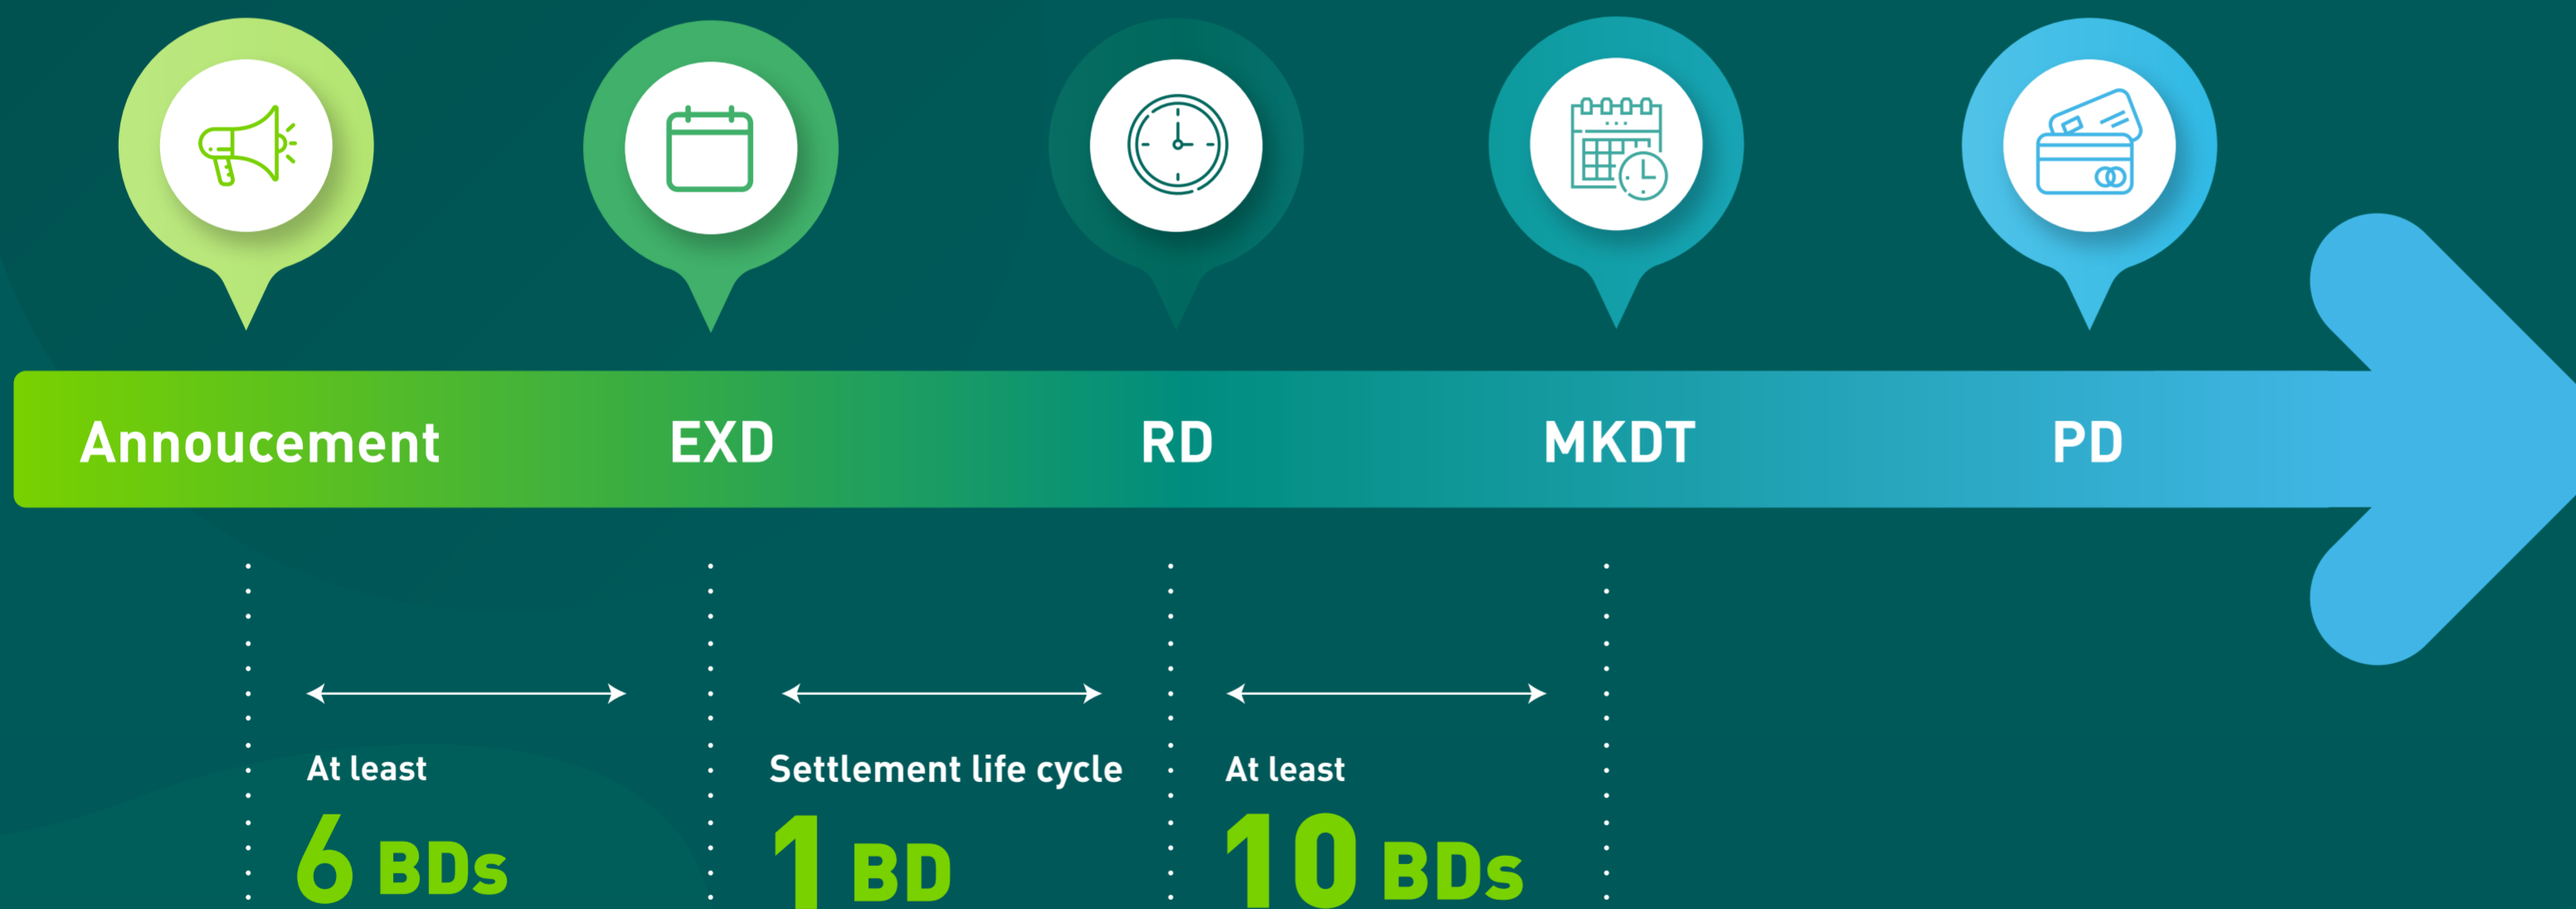 Annoucement EXD RD MKDT PD
At least Settlement life cycle At least
6 BDs 1 BD 10 BDs